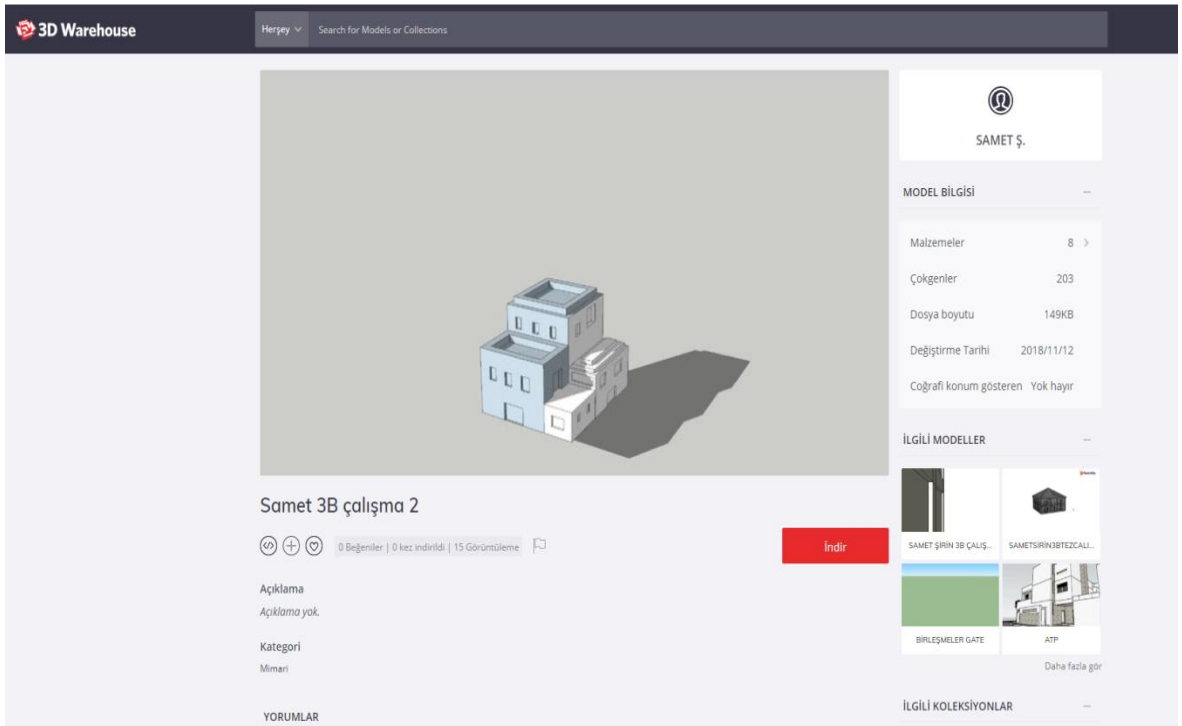 3D Warehouse
Herşey
Search for Models or Collections
SAMET Ş.
MODEL BİLGİSİ
Malzemeler 8
Çokgenler 203
Dosya boyutu 149KB
Değiştirme Tarihi 2018/11/12
Coğrafi konum gösteren Yok hayır
İLGİLİ MODELLER
SAMET ŞİRİN 3B ÇALIŞ...
SAMETSIRIN3BTEZCALI...
BİRLEŞMELER GATE
ATP
Daha fazla gör
İLGİLİ KOLEKSİYONLAR
Samet 3B çalışma 2
0 Beğeniler | 0 kez indirildi | 15 Görüntüleme
İndir
Açıklama
Açıklama yok.
Kategori
Mimari
YORUMLAR